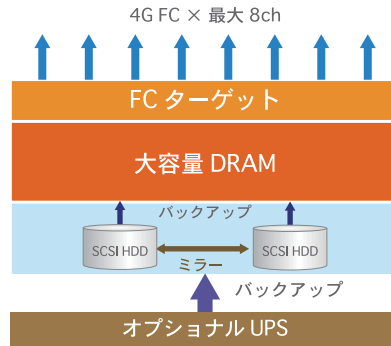 4G FC × 最大 8ch
FC ターゲット
大容量 DRAM
バックアップ
SCSI HDD
SCSI HDD
ミラー
バックアップ
オプショナル UPS